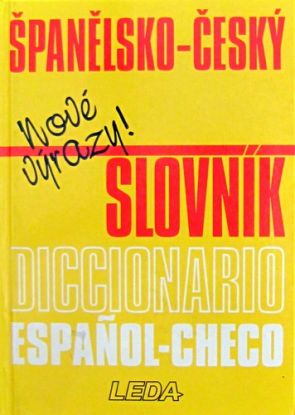 ŠPANĚLSKO-ČESKÝ
Nové
výrazy!
SLOVNÍK
DICCIONARIO
ESPAÑOL-CHECO
LEDA